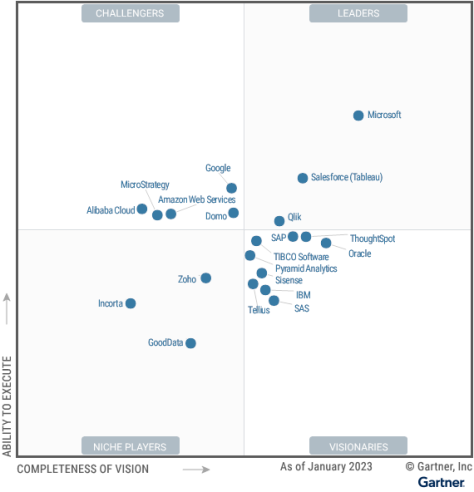 CHALLENGERS
LEADERS
Microsoft
Google
Salesforce (Tableau)
MicroStrategy
Amazon Web Services
Alibaba Cloud
Domo
Qlik
SAP
ThoughtSpot
Oracle
TIBCO Software
Pyramid Analytics
Zoho
Sisense
IBM
Incorta
Tellius
SAS
GoodData
ABILITY TO EXECUTE
NICHE PLAYERS
VISIONARIES
COMPLETENESS OF VISION
As of January 2023
© Gartner, Inc
Gartner